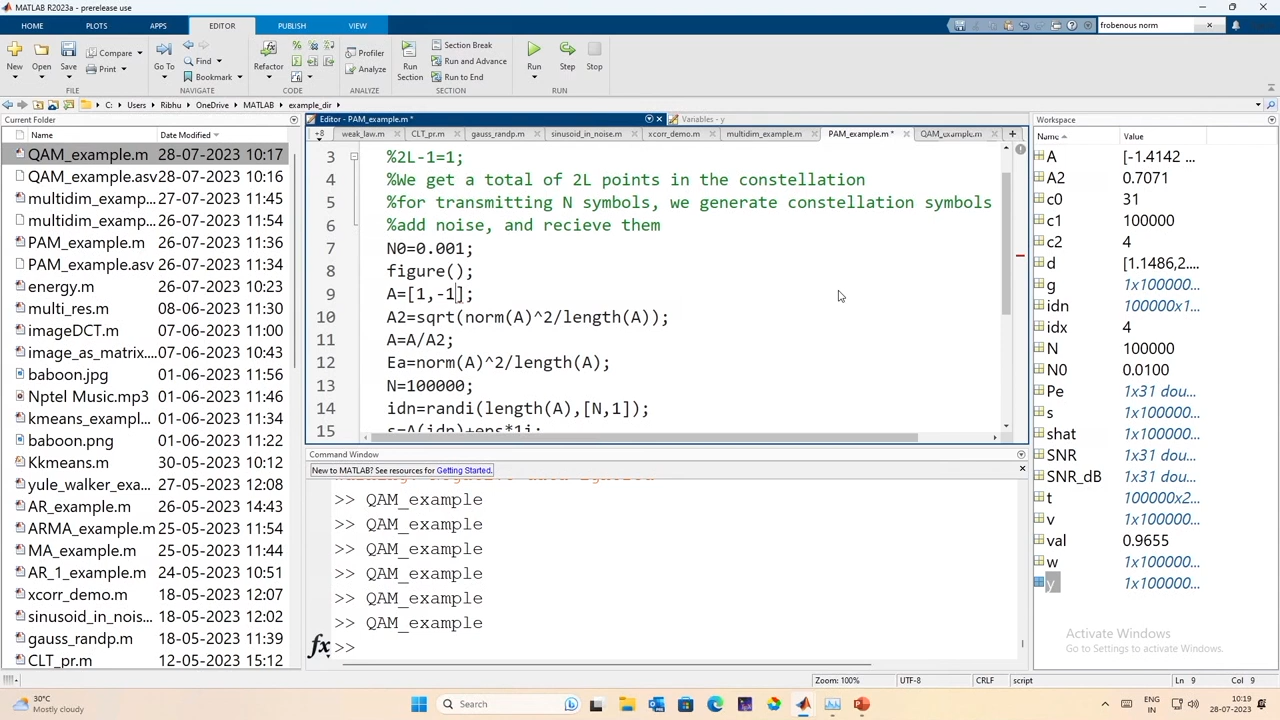 MATLAB R2023a - prerelease use
HOME PLOTS APPS EDITOR PUBLISH VIEW frobenous norm
New Open Save Compare Print Go To Find Bookmark Refactor Profiler Analyze Run Section Section Break Run and Advance Run to End Run Step Stop
FILE NAVIGATE CODE ANALYZE SECTION RUN
C: Users Ribhu OneDrive MATLAB example_dir
Current Folder
Name Date Modified
QAM_example.m 28-07-2023 10:17
QAM_example.asv 28-07-2023 10:16
multidim_examp... 27-07-2023 11:45
multidim_examp... 26-07-2023 11:54
PAM_example.m 26-07-2023 11:36
PAM_example.asv 26-07-2023 11:34
energy.m 26-07-2023 10:27
multi_res.m 08-06-2023 11:30
imageDCT.m 07-06-2023 11:00
image_as_matrix.... 07-06-2023 10:43
baboon.jpg 01-06-2023 11:56
Nptel Music.mp3 01-06-2023 11:36
kmeans_exampl... 01-06-2023 11:34
baboon.png 01-06-2023 11:22
Kkmeans.m 30-05-2023 10:12
yule_walker_exa... 30-05-2023 12:08
AR_example.m 26-05-2023 14:43
ARMA_example.m 25-05-2023 11:54
MA_example.m 25-05-2023 11:44
AR_1_example.m 24-05-2023 10:51
xcorr_demo.m 18-05-2023 12:07
sinusoid_in_nois... 18-05-2023 12:02
gauss_randp.m 18-05-2023 11:39
CLT_pr.m 12-05-2023 15:12
Editor - PAM_example.m * Variables - y
+8 weak_law.m CLT_pr.m gauss_randp.m sinusoid_in_noise.m xcorr_demo.m multidim_example.m PAM_example.m * QAM_example.m
3 %2L-1=1;
4 %We get a total of 2L points in the constellation
5 %for transmitting N symbols, we generate constellation symbols
6 %add noise, and recieve them
7 N0=0.001;
8 figure();
9 A=[1,-1];
10 A2=sqrt(norm(A)^2/length(A));
11 A=A/A2;
12 Ea=norm(A)^2/length(A);
13 N=100000;
14 idn=randi(length(A),[N,1]);
15 s=A(idn)+eps*1i;
Command Window
New to MATLAB? See resources for Getting Started.
>> QAM_example
>> QAM_example
>> QAM_example
>> QAM_example
>> QAM_example
>> QAM_example
fx >>
Workspace
Name Value
A [-1.4142 ...
A2 0.7071
c0 31
c1 100000
c2 4
d [1.1486,2....
g 1x100000...
idn 100000x1...
idx 4
N 100000
N0 0.0100
Pe 1x31 dou...
s 1x100000...
shat 1x100000...
SNR 1x31 dou...
SNR_dB 1x31 dou...
t 100000x2...
v 1x100000...
val 0.9655
w 1x100000...
y 1x100000...
Activate Windows
Go to Settings to activate Windows.
Zoom: 100% UTF-8 CRLF script Ln 9 Col 9
30°C
Mostly cloudy
Search
ENG
IN
10:19
28-07-2023